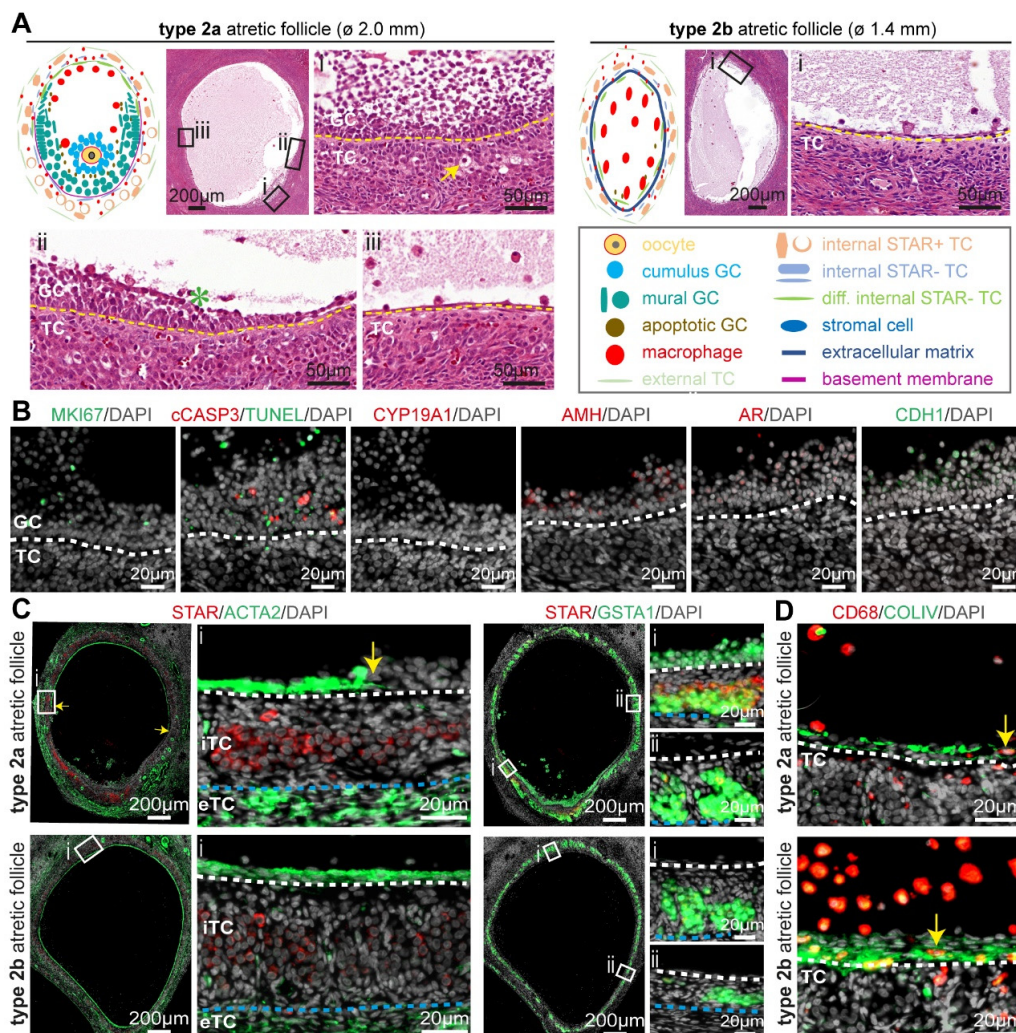 A
type 2a atretic follicle (ø 2.0 mm)
type 2b atretic follicle (ø 1.4 mm)
iii
ii
i
200µm
i
GC
TC
50µm
i
200µm
i
TC
50µm
ii
GC
*
TC
50µm
iii
TC
50µm
oocyte
cumulus GC
mural GC
apoptotic GC
macrophage
external TC
internal STAR+ TC
internal STAR- TC
diff. internal STAR- TC
stromal cell
extracellular matrix
basement membrane
B
MKI67/DAPI
cCASP3/TUNEL/DAPI
CYP19A1/DAPI
AMH/DAPI
AR/DAPI
CDH1/DAPI
GC
TC
20µm
20µm
20µm
20µm
20µm
20µm
C
STAR/ACTA2/DAPI
STAR/GSTA1/DAPI
D
CD68/COLIV/DAPI
type 2a atretic follicle
i
200µm
i
iTC
eTC
20µm
ii
i
200µm
i
20µm
ii
20µm
type 2a atretic follicle
TC
20µm
type 2b atretic follicle
i
200µm
i
iTC
eTC
20µm
i
ii
200µm
i
20µm
ii
20µm
type 2b atretic follicle
TC
20µm